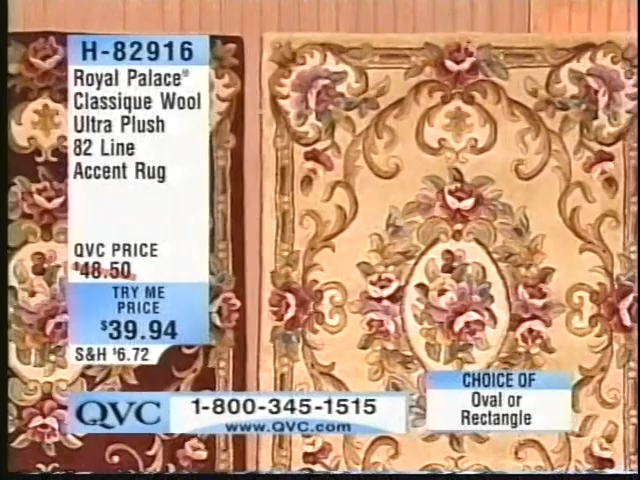 H-82916
Royal Palace®
Classique Wool
Ultra Plush
82 Line
Accent Rug
QVC PRICE
$48.50
TRY ME
PRICE
$39.94
S&H $6.72
QVC
1-800-345-1515
www.QVC.com
CHOICE OF
Oval or
Rectangle